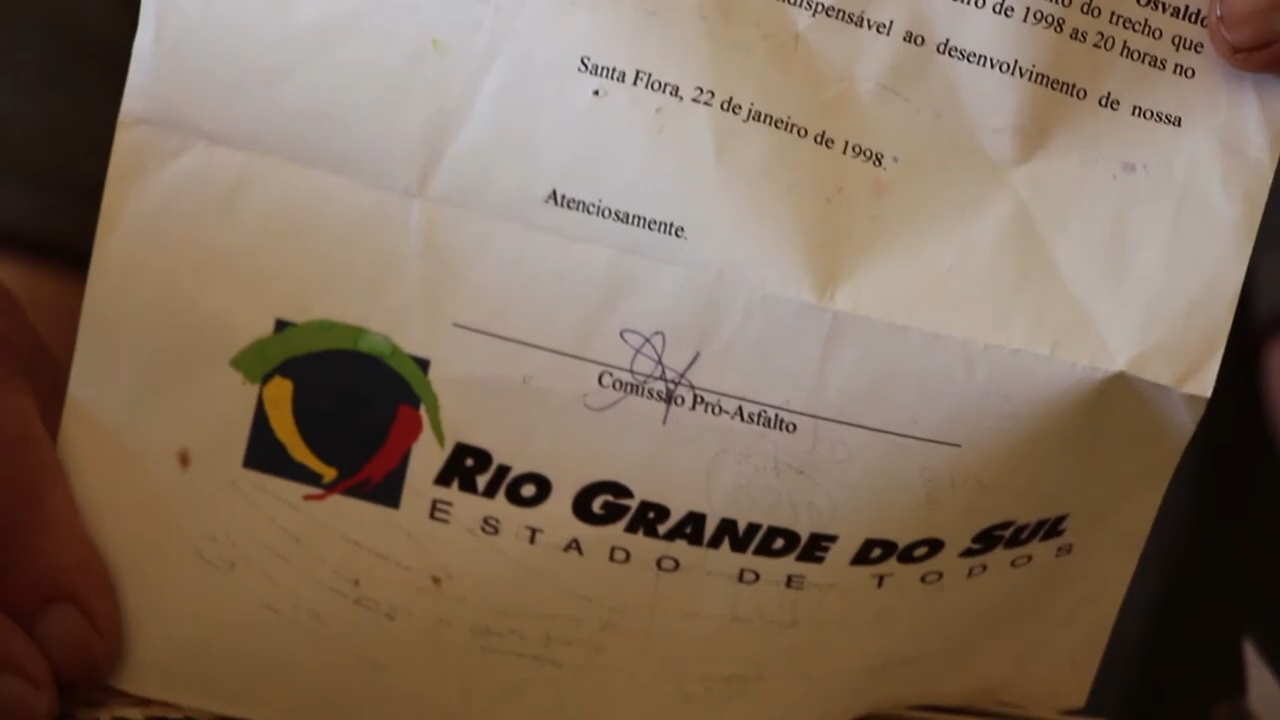 Osvaldo
do trecho que
de 1998 as 20 horas no
ao desenvolvimento de nossa
Santa Flora, 22 de janeiro de 1998.
Atenciosamente.
Comissão Pró-Asfalto
RIO GRANDE DO SUL
ESTADO DE TODOS